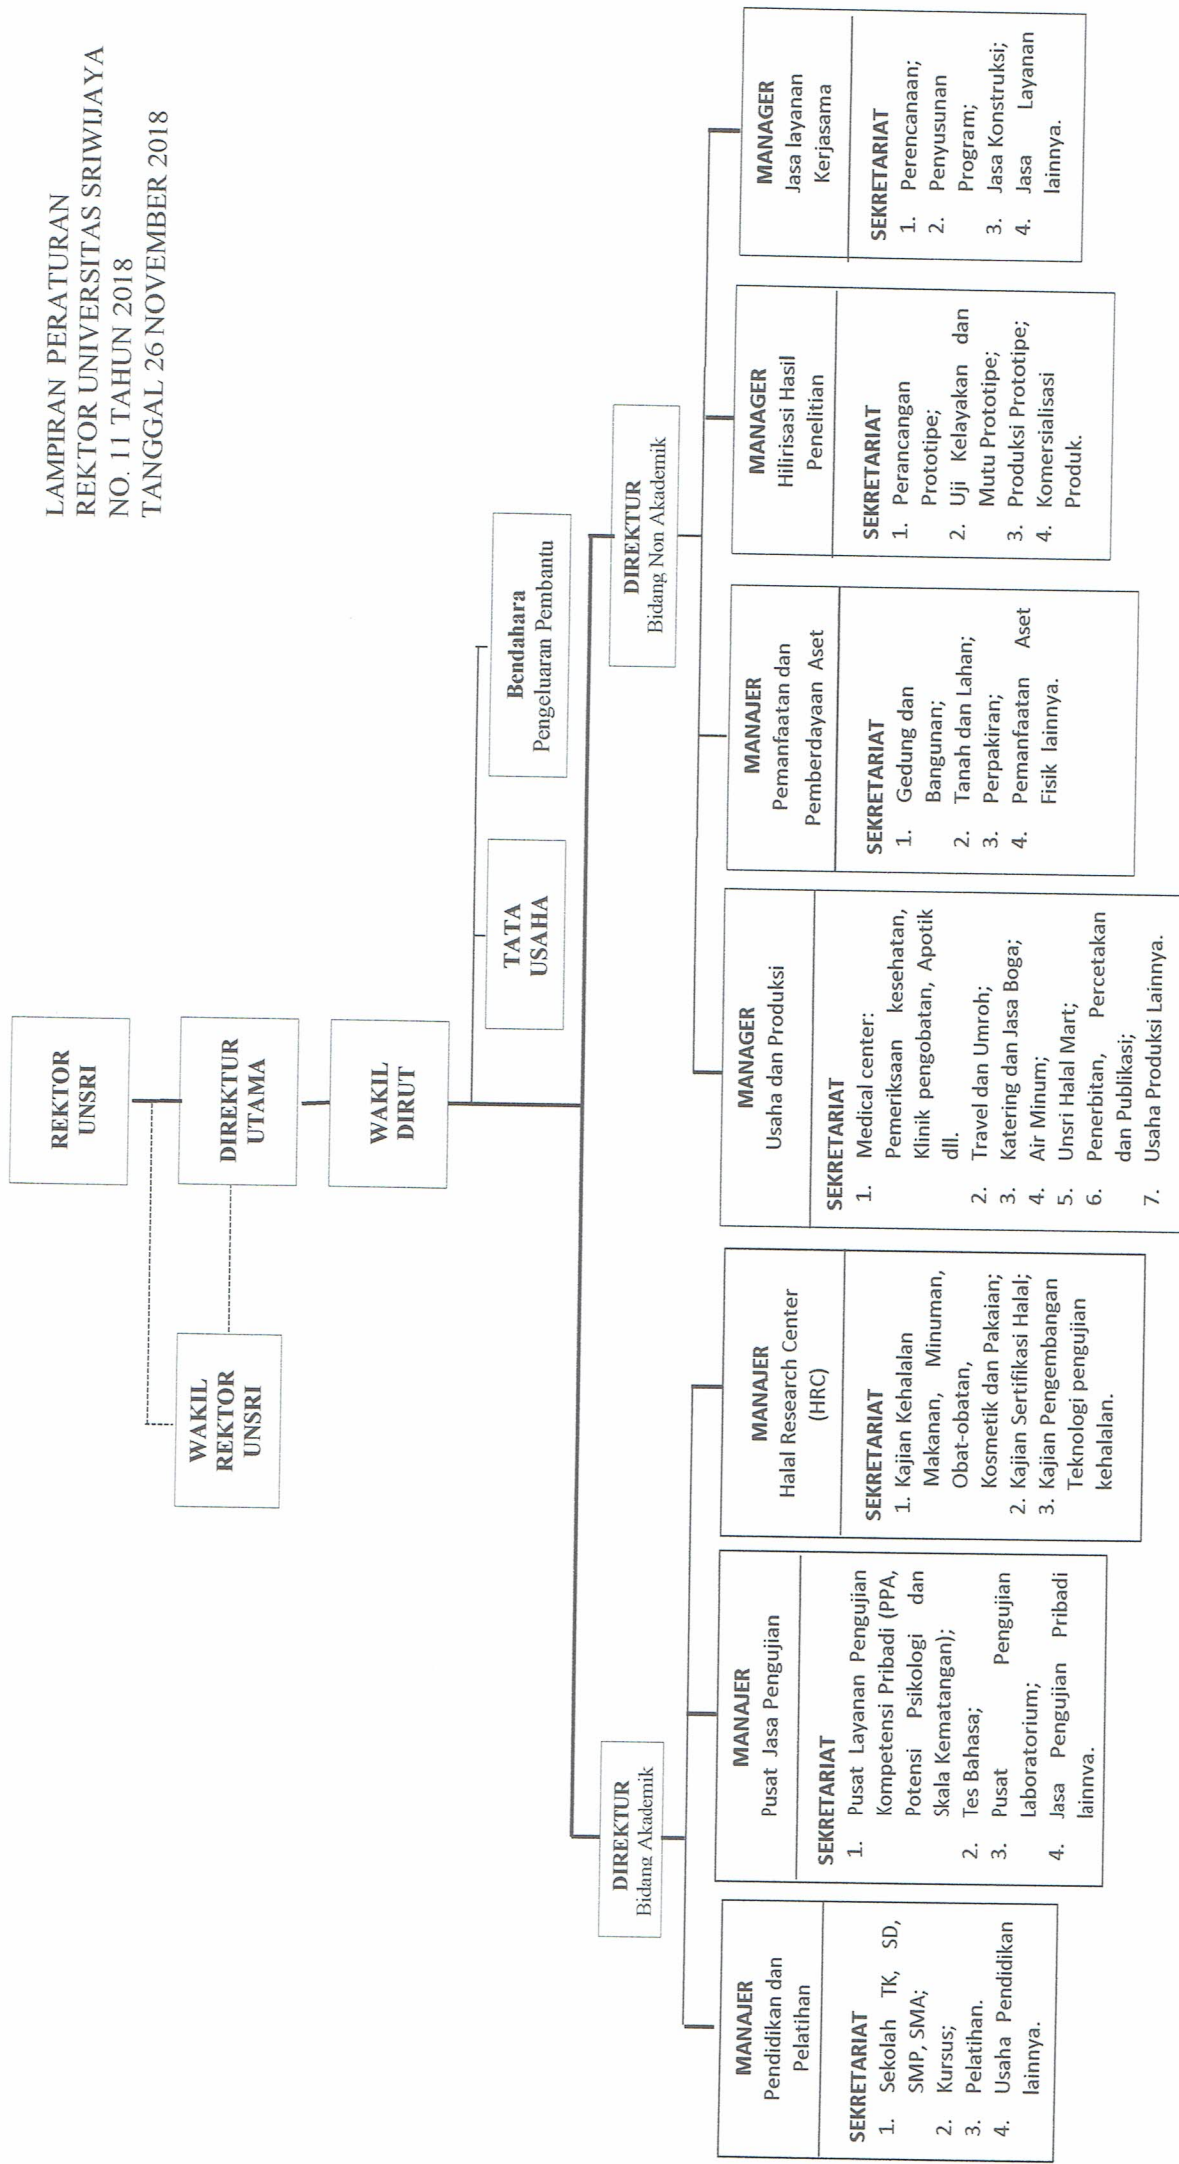 LAMPIRAN PERATURAN
REKTOR UNIVERSITAS SRIWIJAYA
NO. 11 TAHUN 2018
TANGGAL 26 NOVEMBER 2018
REKTOR
UNSRI
WAKIL
REKTOR
UNSRI
DIREKTUR
UTAMA
WAKIL
DIRUT
TATA
USAHA
Bendahara
Pengeluaran Pembantu
DIREKTUR
Bidang Akademik
DIREKTUR
Bidang Non Akademik
MANAJER
Pendidikan dan
Pelatihan
SEKRETARIAT
1. Sekolah TK, SD,
SMP, SMA;
2. Kursus;
3. Pelatihan.
4. Usaha Pendidikan
lainnya.
MANAJER
Pusat Jasa Pengujian
SEKRETARIAT
1. Pusat Layanan Pengujian
Kompetensi Pribadi (PPA,
Potensi Psikologi dan
Skala Kematangan);
2. Tes Bahasa;
3. Pusat Pengujian
Laboratorium;
4. Jasa Pengujian Pribadi
lainnya.
MANAJER
Halal Research Center
(HRC)
SEKRETARIAT
1. Kajian Kehalalan
Makanan, Minuman,
Obat-obatan,
Kosmetik dan Pakaian;
2. Kajian Sertifikasi Halal;
3. Kajian Pengembangan
Teknologi pengujian
kehalalan.
MANAGER
Usaha dan Produksi
SEKRETARIAT
1. Medical center:
Pemeriksaan kesehatan,
Klinik pengobatan, Apotik
dll.
2. Travel dan Umroh;
3. Katering dan Jasa Boga;
4. Air Minum;
5. Unsri Halal Mart;
6. Penerbitan, Percetakan
dan Publikasi;
7. Usaha Produksi Lainnya.
MANAJER
Pemanfaatan dan
Pemberdayaan Aset
SEKRETARIAT
1. Gedung dan
Bangunan;
2. Tanah dan Lahan;
3. Perpakiran;
4. Pemanfaatan Aset
Fisik lainnya.
MANAGER
Hilirisasi Hasil
Penelitian
SEKRETARIAT
1. Perancangan
Prototipe;
2. Uji Kelayakan dan
Mutu Prototipe;
3. Produksi Prototipe;
4. Komersialisasi
Produk.
MANAGER
Jasa layanan
Kerjasama
SEKRETARIAT
1. Perencanaan;
2. Penyusunan
Program;
3. Jasa Konstruksi;
4. Jasa Layanan
lainnya.